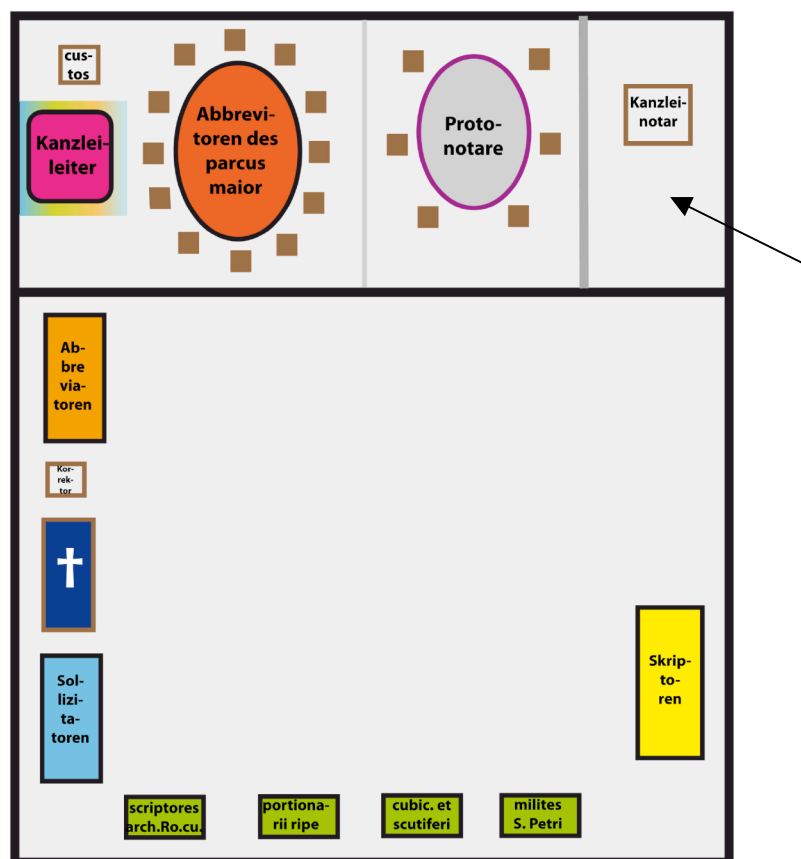 cus-
tos
Kanzlei-
leiter
Abbrevi-
toren des
parcus
maior
Proto-
notare
Kanzlei-
notar
Ab-
bre
via-
toren
Kor-
rek-
tor
Sol-
lizi-
ta-
toren
Skrip-
to-
ren
scriptores
arch.Ro.cu.
portiona-
rii ripe
cubic. et
scutiferi
milites
S. Petri